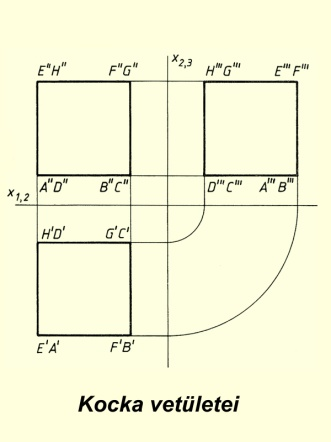 x₂,₃
E"H" F"G" H'''G''' E'''F'''
A"D" B"C" D'''C''' A'''B'''
x₁,₂
H'D' G'C'
E'A' F'B'
Kocka vetületei